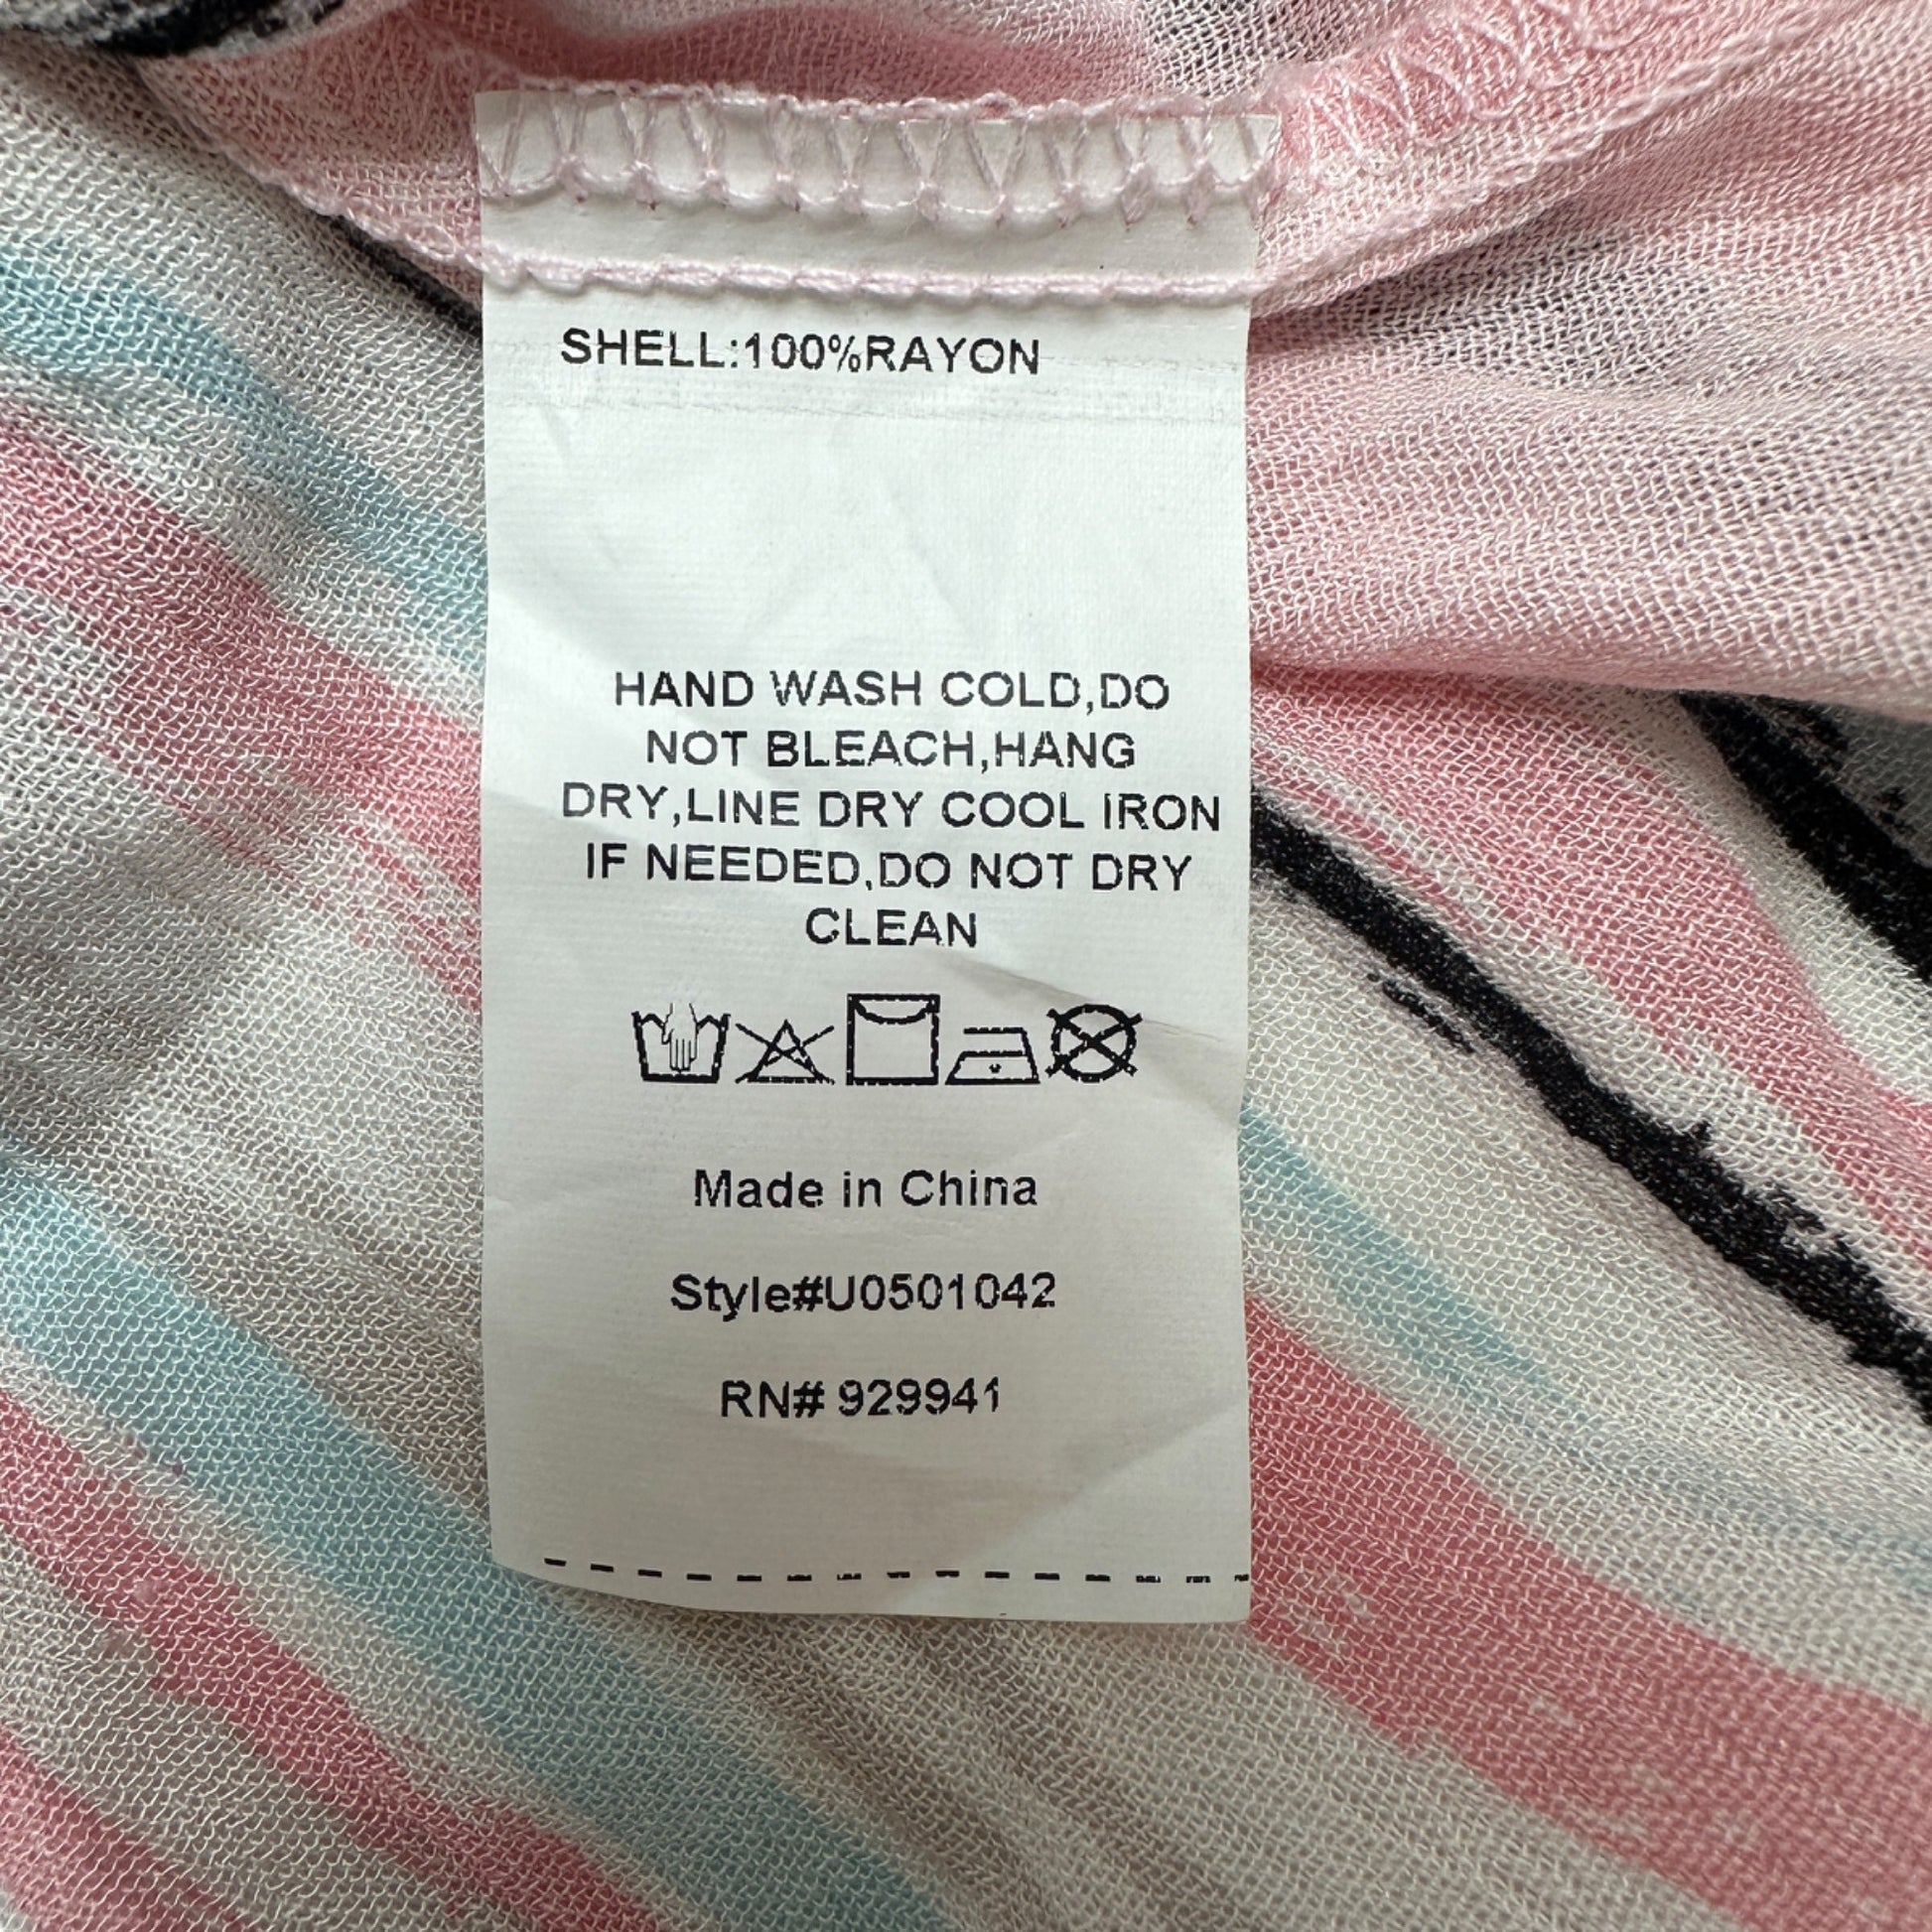 SHELL:100%RAYON
HAND WASH COLD,DO
NOT BLEACH,HANG
DRY,LINE DRY COOL IRON
IF NEEDED,DO NOT DRY
CLEAN
Made in China
Style#U0501042
RN# 929941